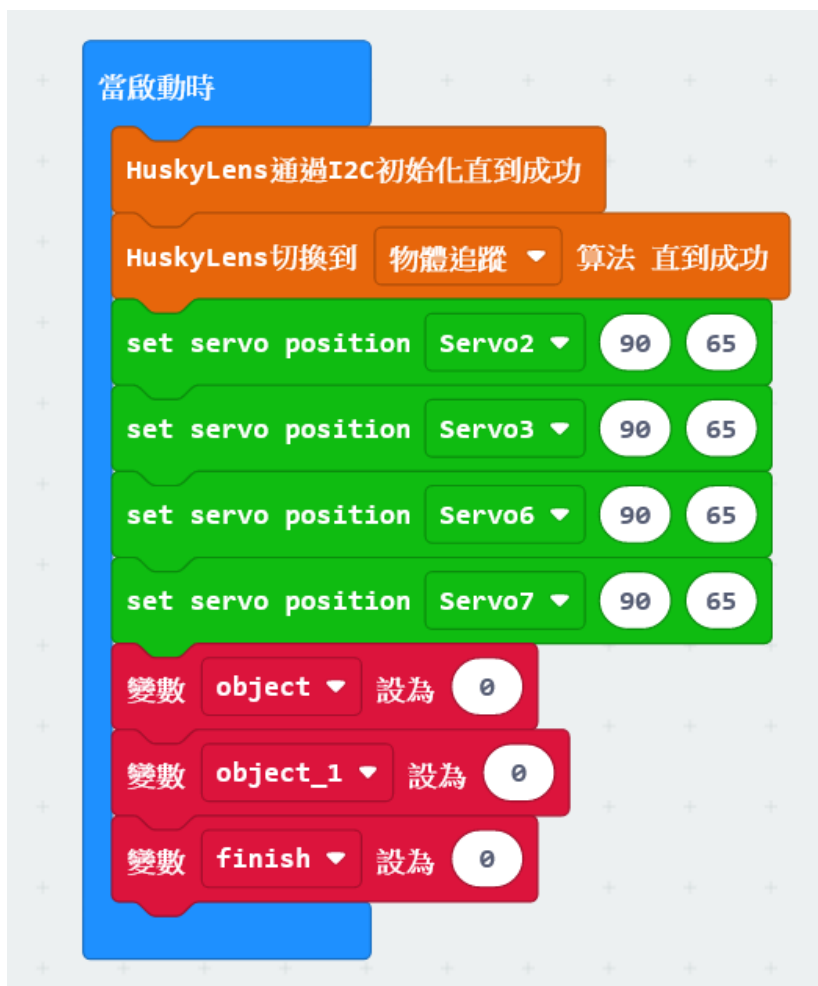 當啟動時
HuskyLens通過I2C初始化直到成功
HuskyLens切換到 物體追蹤 算法 直到成功
set servo position Servo2 90 65
set servo position Servo3 90 65
set servo position Servo6 90 65
set servo position Servo7 90 65
變數 object 設為 0
變數 object_1 設為 0
變數 finish 設為 0